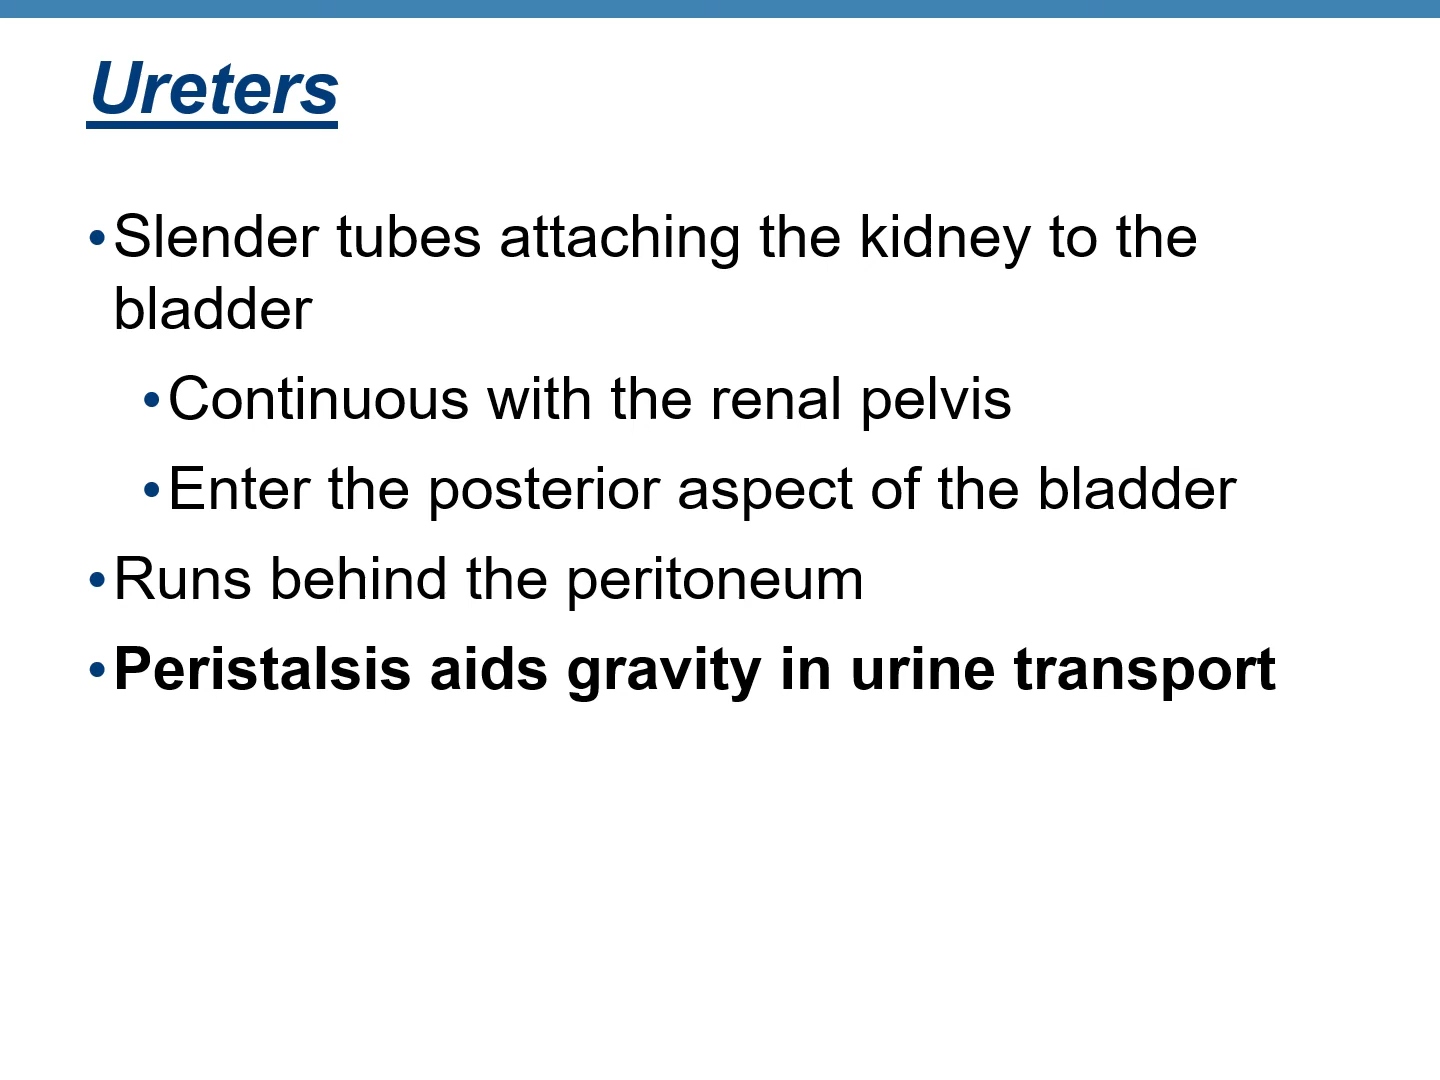 Ureters
•Slender tubes attaching the kidney to the
bladder
•Continuous with the renal pelvis
•Enter the posterior aspect of the bladder
•Runs behind the peritoneum
•Peristalsis aids gravity in urine transport